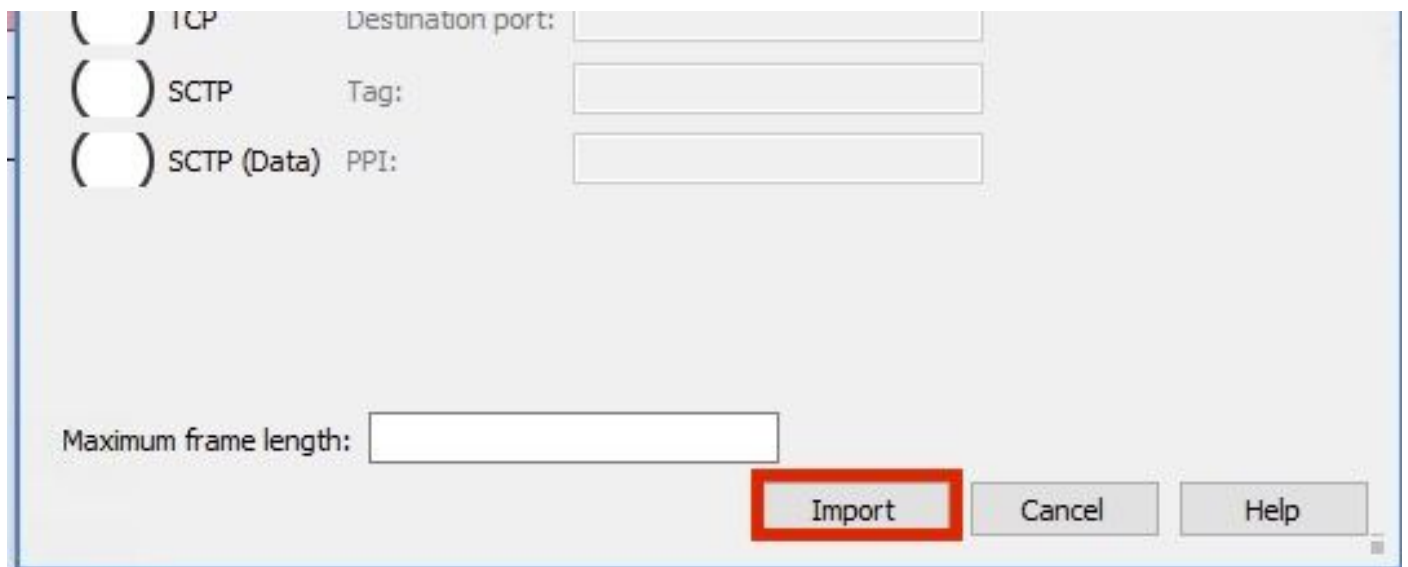 TCP Destination port:
SCTP Tag:
SCTP (Data) PPI:
Maximum frame length:
Import Cancel Help